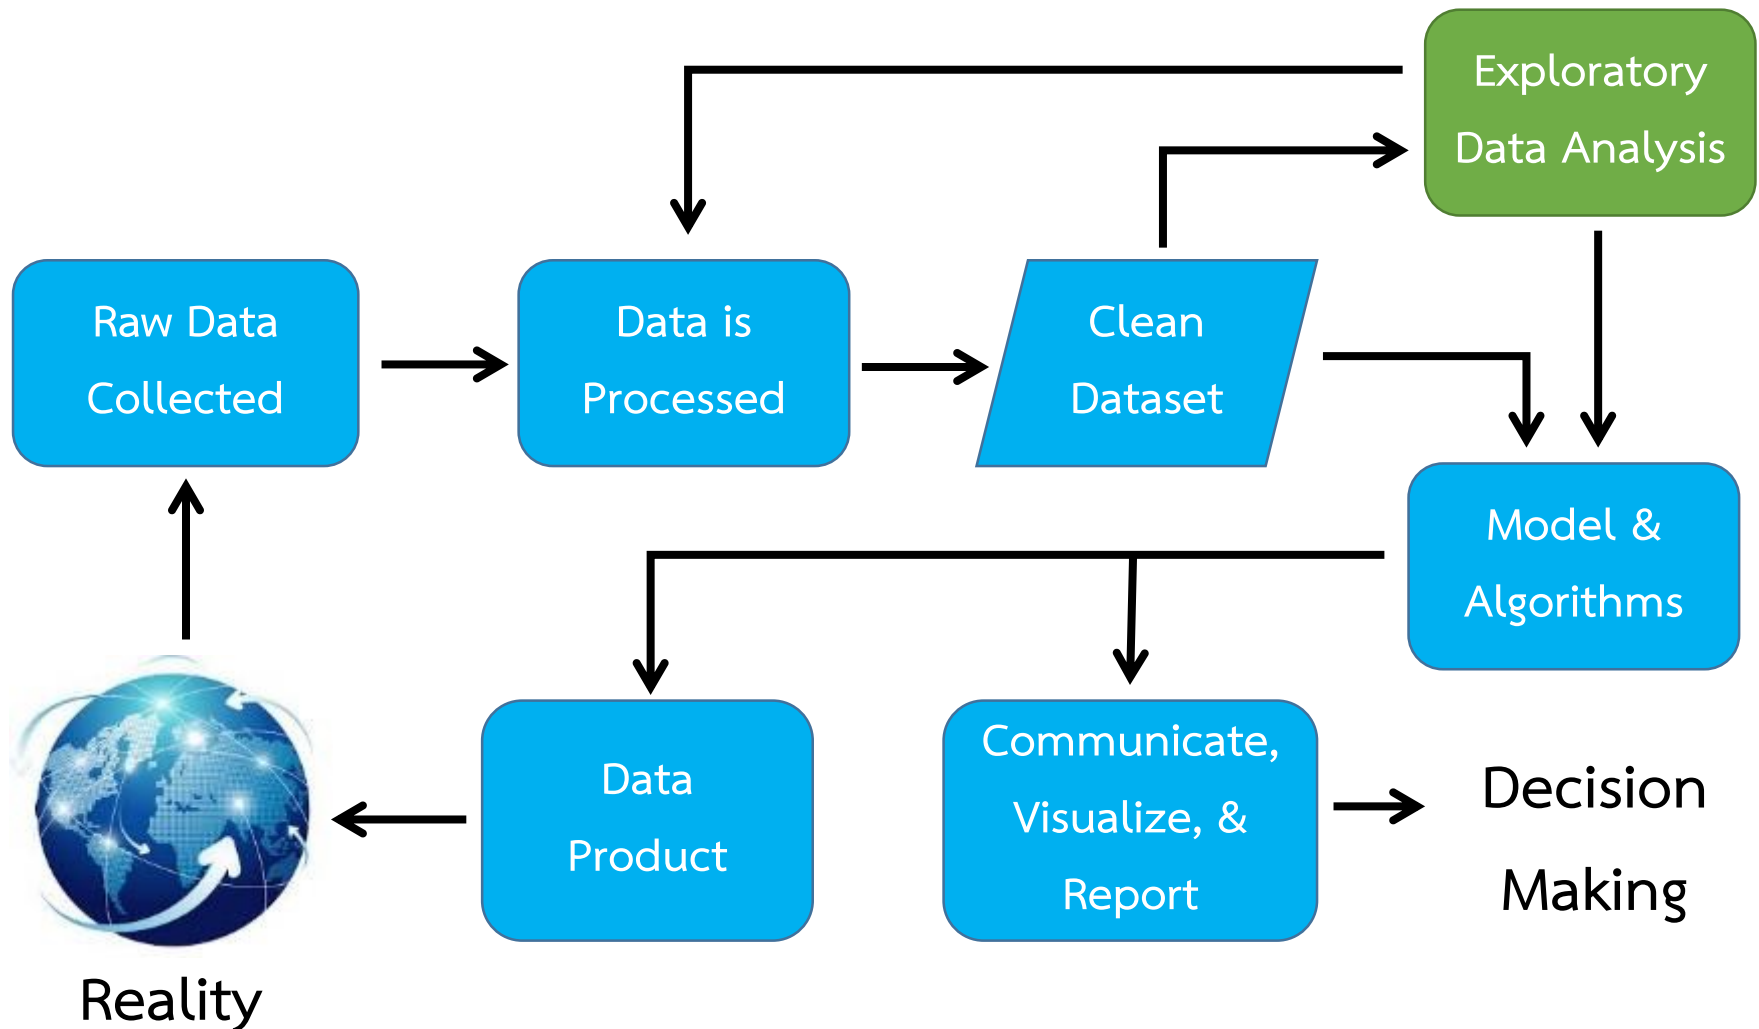 Exploratory
Data Analysis
Raw Data
Collected
Data is
Processed
Clean
Dataset
Model &
Algorithms
Data
Product
Communicate,
Visualize, &
Report
Decision
Making
Reality